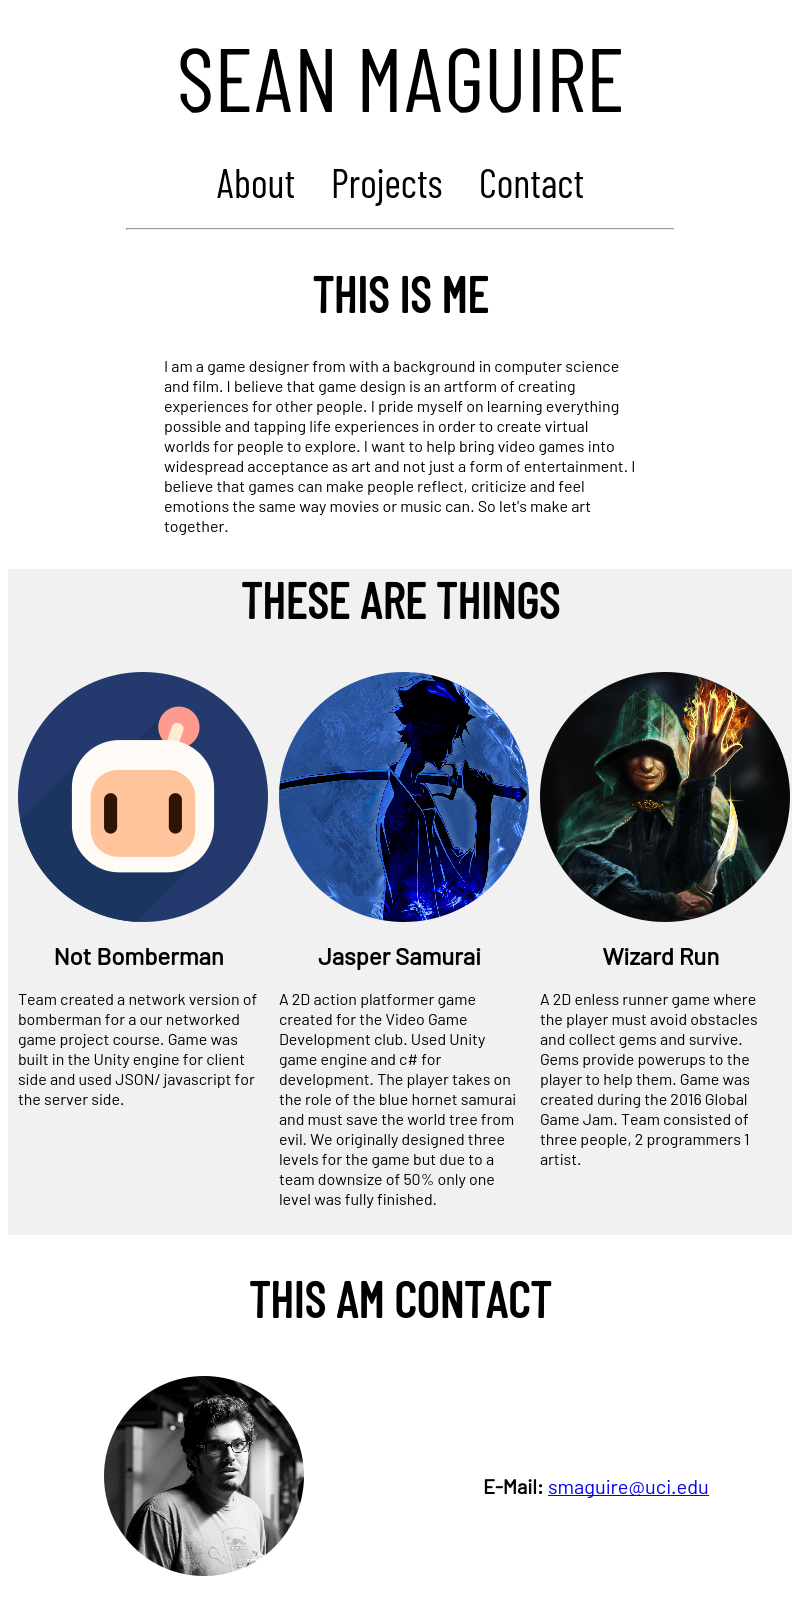 SEAN MAGUIRE
About Projects Contact
THIS IS ME
I am a game designer from with a background in computer science
and film. I believe that game design is an artform of creating
experiences for other people. I pride myself on learning everything
possible and tapping life experiences in order to create virtual
worlds for people to explore. I want to help bring video games into
widespread acceptance as art and not just a form of entertainment. I
believe that games can make people reflect, criticize and feel
emotions the same way movies or music can. So let's make art
together.
THESE ARE THINGS
Not Bomberman
Team created a network version of
bomberman for a our networked
game project course. Game was
built in the Unity engine for client
side and used JSON/ javascript for
the server side.
Jasper Samurai
A 2D action platformer game
created for the Video Game
Development club. Used Unity
game engine and c# for
development. The player takes on
the role of the blue hornet samurai
and must save the world tree from
evil. We originally designed three
levels for the game but due to a
team downsize of 50% only one
level was fully finished.
Wizard Run
A 2D enless runner game where
the player must avoid obstacles
and collect gems and survive.
Gems provide powerups to the
player to help them. Game was
created during the 2016 Global
Game Jam. Team consisted of
three people, 2 programmers 1
artist.
THIS AM CONTACT
E-Mail: smaguire@uci.edu